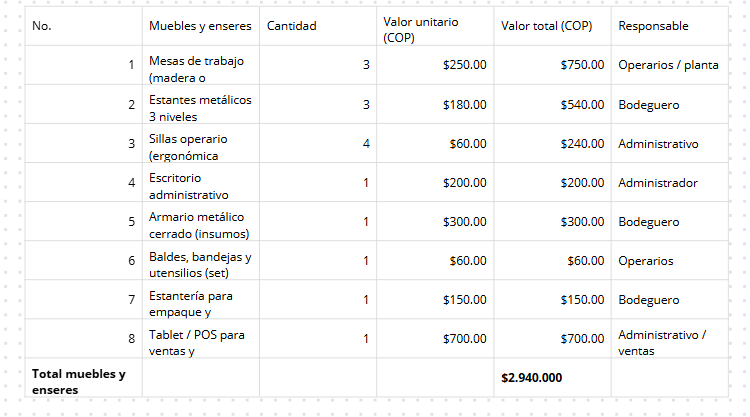 No. Muebles y enseres Cantidad Valor unitario (COP) Valor total (COP) Responsable
1 Mesas de trabajo (madera o 3 $250.00 $750.00 Operarios / planta
2 Estantes metálicos 3 niveles 3 $180.00 $540.00 Bodeguero
3 Sillas operario (ergonómica 4 $60.00 $240.00 Administrativo
4 Escritorio administrativo 1 $200.00 $200.00 Administrador
5 Armario metálico cerrado (insumos) 1 $300.00 $300.00 Bodeguero
6 Baldes, bandejas y utensilios (set) 1 $60.00 $60.00 Operarios
7 Estantería para empaque y 1 $150.00 $150.00 Bodeguero
8 Tablet / POS para ventas y 1 $700.00 $700.00 Administrativo / ventas
Total muebles y enseres $2.940.000